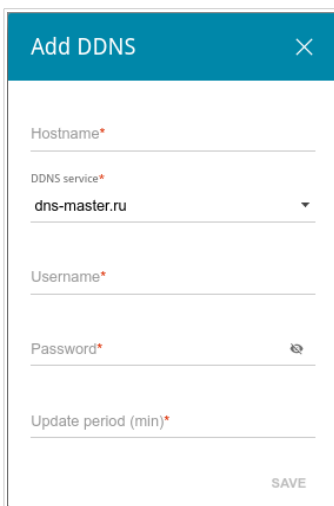 Add DDNS
Hostname*
DDNS service*
dns-master.ru
Username*
Password*
Update period (min)*
SAVE